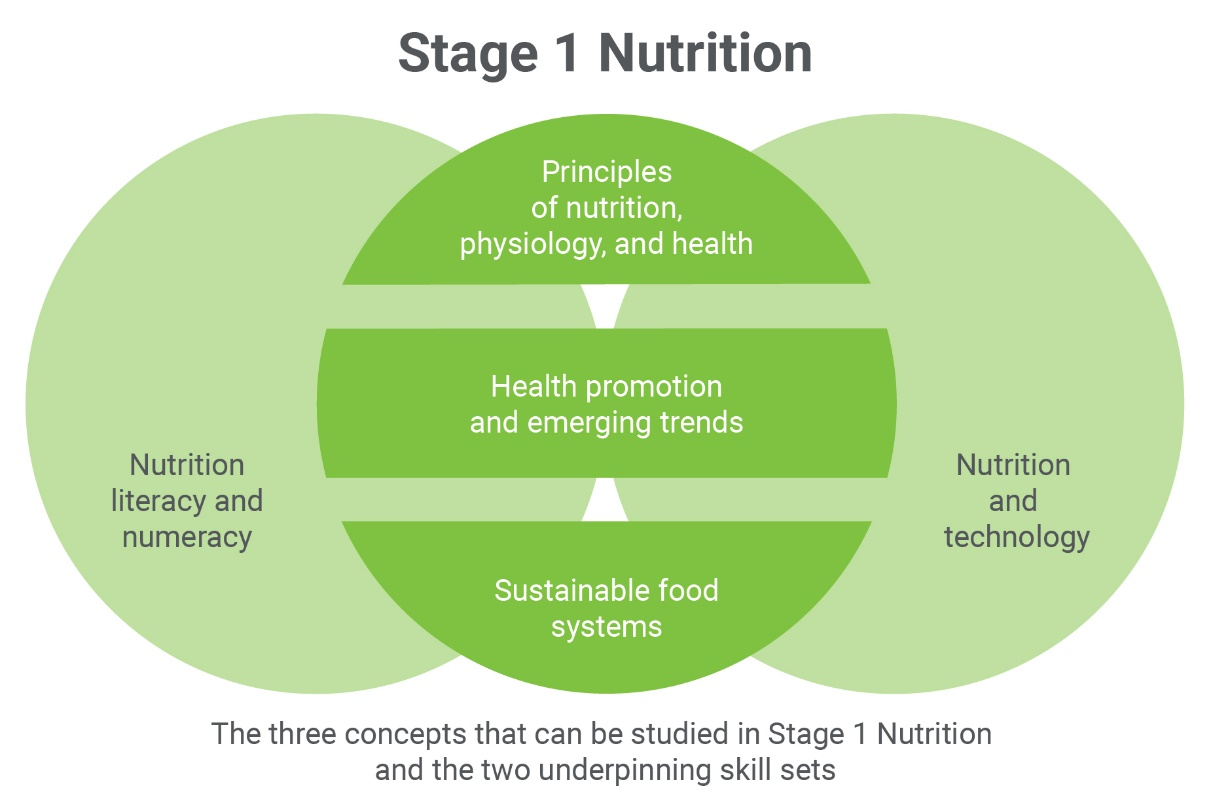 Stage 1 Nutrition
Principles
of nutrition,
physiology, and health
Health promotion
and emerging trends
Nutrition
literacy and
numeracy
Nutrition
and
technology
Sustainable food
systems
The three concepts that can be studied in Stage 1 Nutrition
and the two underpinning skill sets